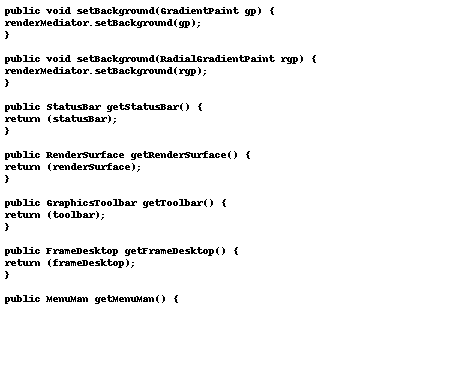 public void setBackground(GradientPaint gp) {
renderMediator.setBackground(gp);
}

public void setBackground(RadialGradientPaint rgp) {
renderMediator.setBackground(rgp);
}

public StatusBar getStatusBar() {
return (statusBar);
}

public RenderSurface getRenderSurface() {
return (renderSurface);
}

public GraphicsToolbar getToolbar() {
return (toolbar);
}

public FrameDesktop getFrameDesktop() {
return (frameDesktop);
}

public MenuMan getMenuMan() {